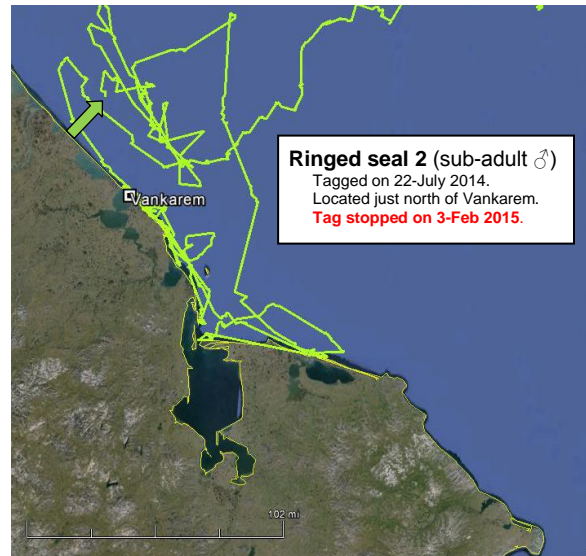 Ringed seal 2 (sub-adult ♂)
Tagged on 22-July 2014.
Located just north of Vankarem.
Tag stopped on 3-Feb 2015.
Vankarem
102 mi